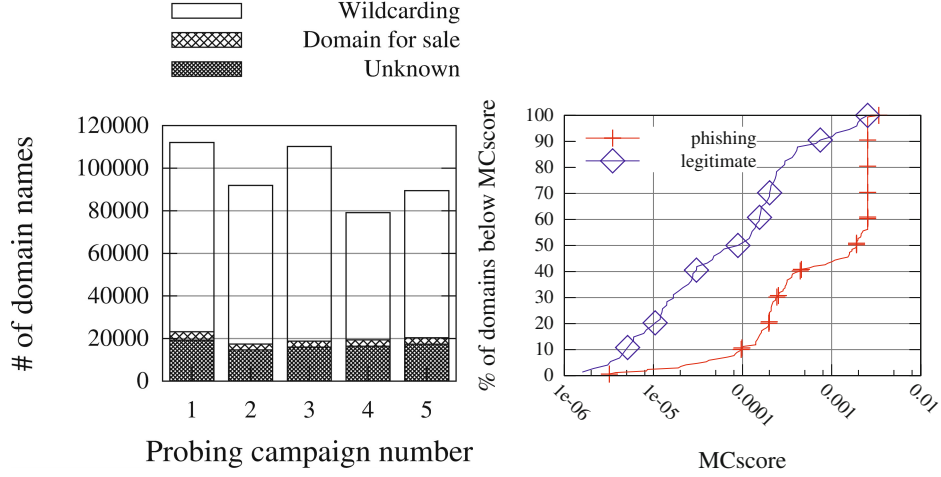 Wildcarding
Domain for sale
Unknown
# of domain names
120000
100000
80000
60000
40000
20000
0
1 2 3 4 5
Probing campaign number
% of domains below MCscore
100
90
80
70
60
50
40
30
20
10
0
phishing
legitimate
1e-06 1e-05 0.0001 0.001 0.01
MCscore